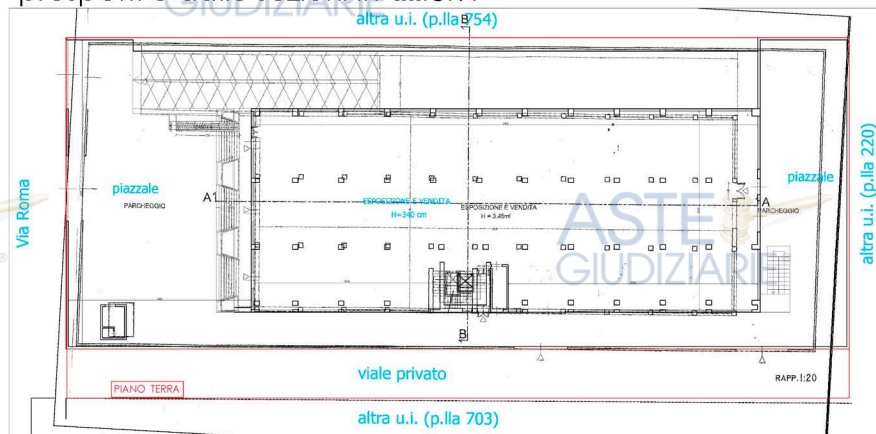 GIUDIZIARIE
altra u.i. (p.lla 754)
B
piazzale
PARCHEGGIO
Via Roma
A1
ESPOSIZIONE E VENDITA
H=340 cm
ESPOSIZIONE E VENDITA
H = 3,45ml
ASTE
GIUDIZIARIE
®
A
piazzale
PARCHEGGIO
altra u.i. (p.lla 220)
B
viale privato
RAPP.1:20
PIANO TERRA
altra u.i. (p.lla 703)